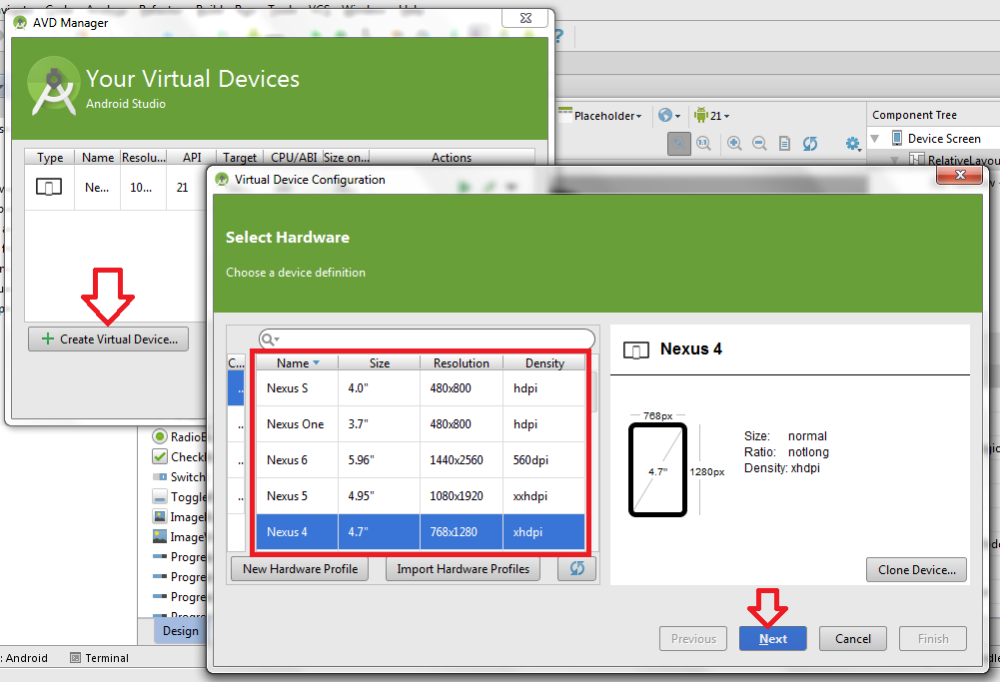 AVD Manager
Your Virtual Devices
Android Studio
Type Name Resolu... API Target CPU/ABI Size on... Actions
Ne... 10... 21
Create Virtual Device...
Placeholder
21
Component Tree
Device Screen
RelativeLayou
Virtual Device Configuration
Select Hardware
Choose a device definition
C... Name Size Resolution Density
Nexus S 4.0" 480x800 hdpi
Nexus One 3.7" 480x800 hdpi
Nexus 6 5.96" 1440x2560 560dpi
Nexus 5 4.95" 1080x1920 xxhdpi
Nexus 4 4.7" 768x1280 xhdpi
New Hardware Profile
Import Hardware Profiles
Nexus 4
768px
4.7"
1280px
Size: normal
Ratio: notlong
Density: xhdpi
Clone Device...
Previous
Next
Cancel
Finish
RadioB
Check
Switch
Toggle
Image
Image
Progre
Progre
Progre
Design
: Android
Terminal